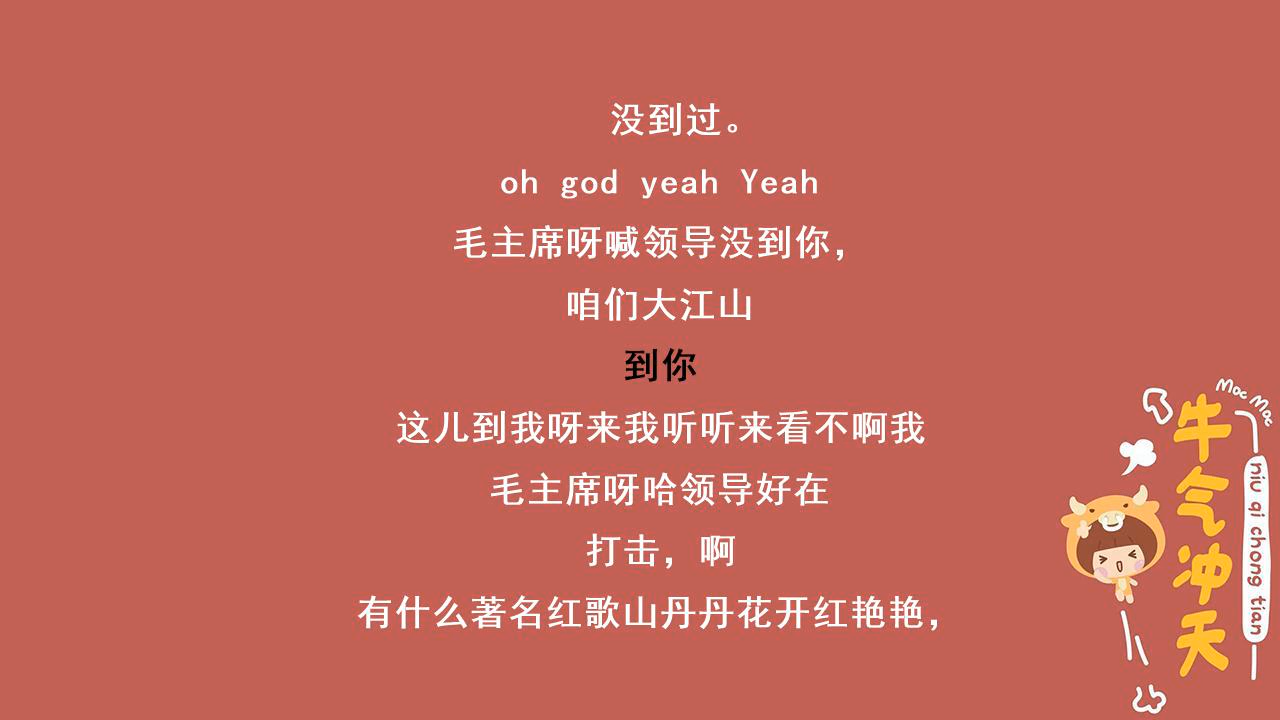 没到过。
oh god yeah Yeah
毛主席呀喊领导没到你，
咱们大江山
到你
这儿到我呀来我听听来看不啊我
毛主席呀哈领导好在
打击，啊
有什么著名红歌山丹丹花开红艳艳，
Moc Moc
牛气冲天
niu qi chong tian